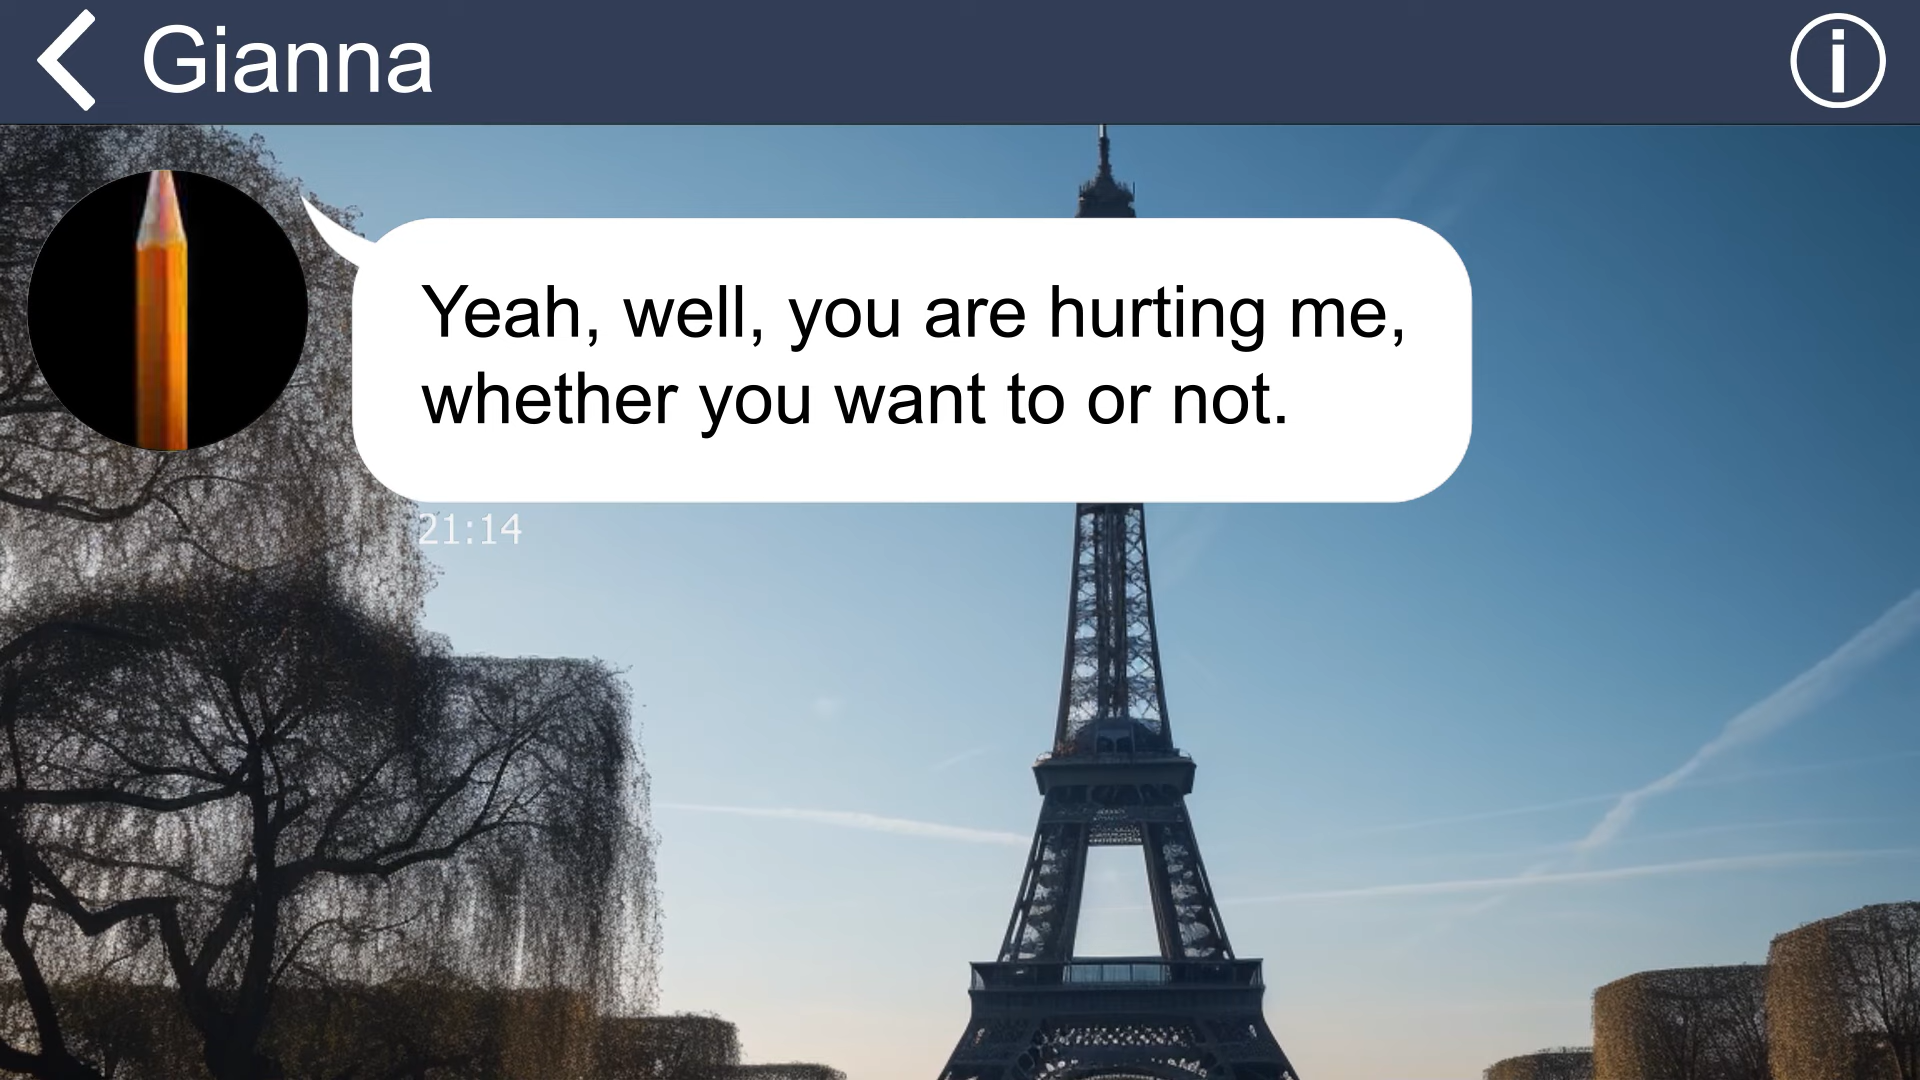 Gianna
Yeah, well, you are hurting me,
whether you want to or not.
21:14